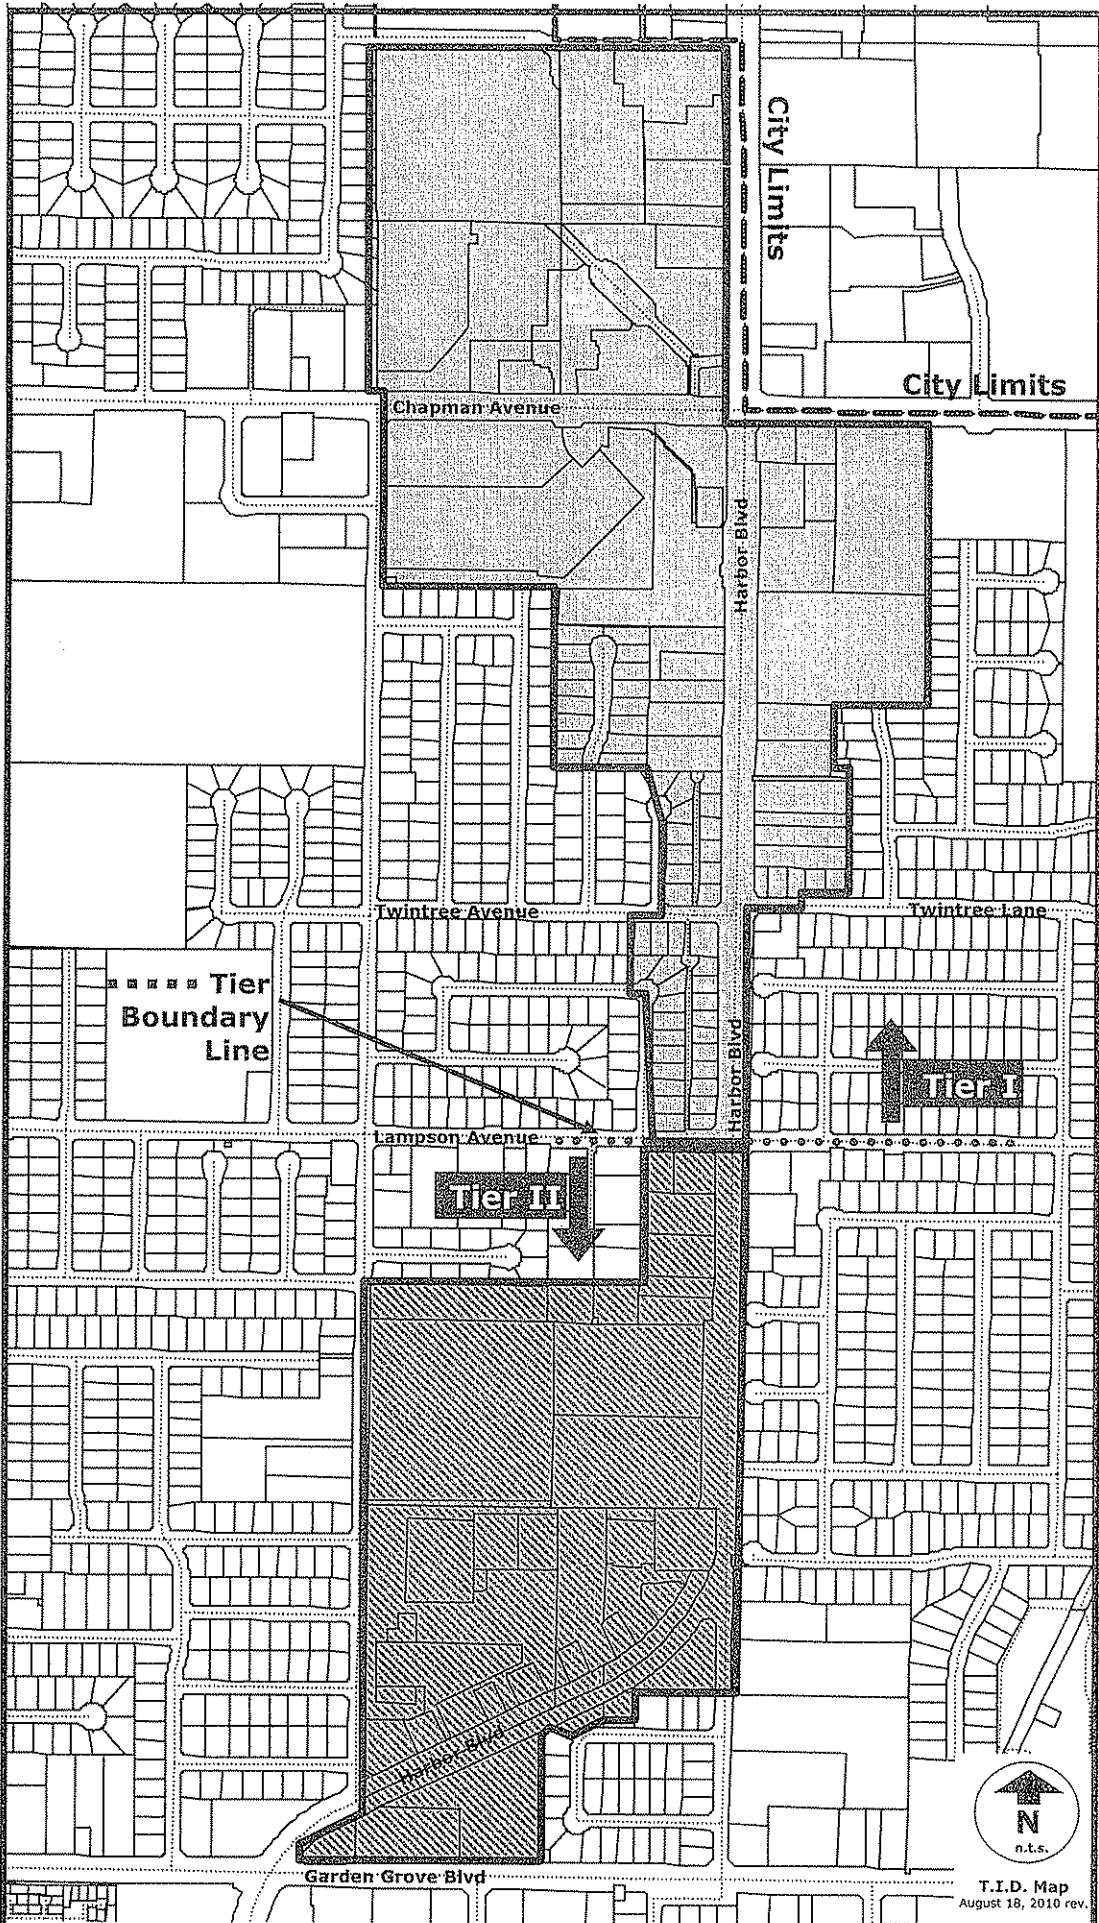 City Limits
City Limits
Chapman Avenue
Harbor Blvd
Twintree Avenue
Twintree Lane
Tier
Boundary
Line
Harbor Blvd
Tier I
Lampson Avenue
Tier II
Harbor Blvd
N
n.t.s.
Garden Grove Blvd
T.I.D. Map
August 18, 2010 rev.